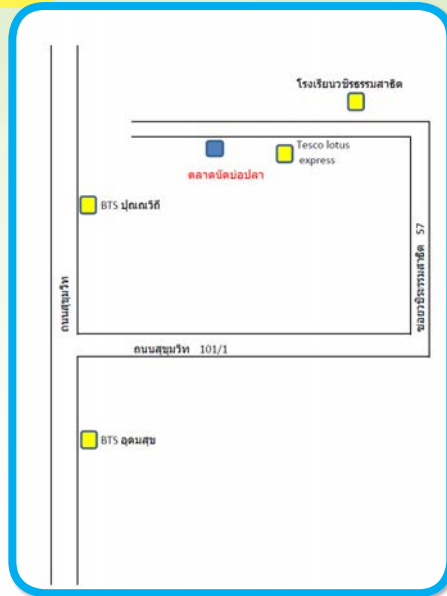 โรงเรียนวชิรธรรมสาธิต
Tesco lotus
express
ตลาดนัดบ่อปลา
BTS ปุณณวิถี
ถนนสุขุมวิท
ซอยวชิระรรมสาธิต 57
ถนนสุขุมวิท 101/1
BTS อุดมสุข